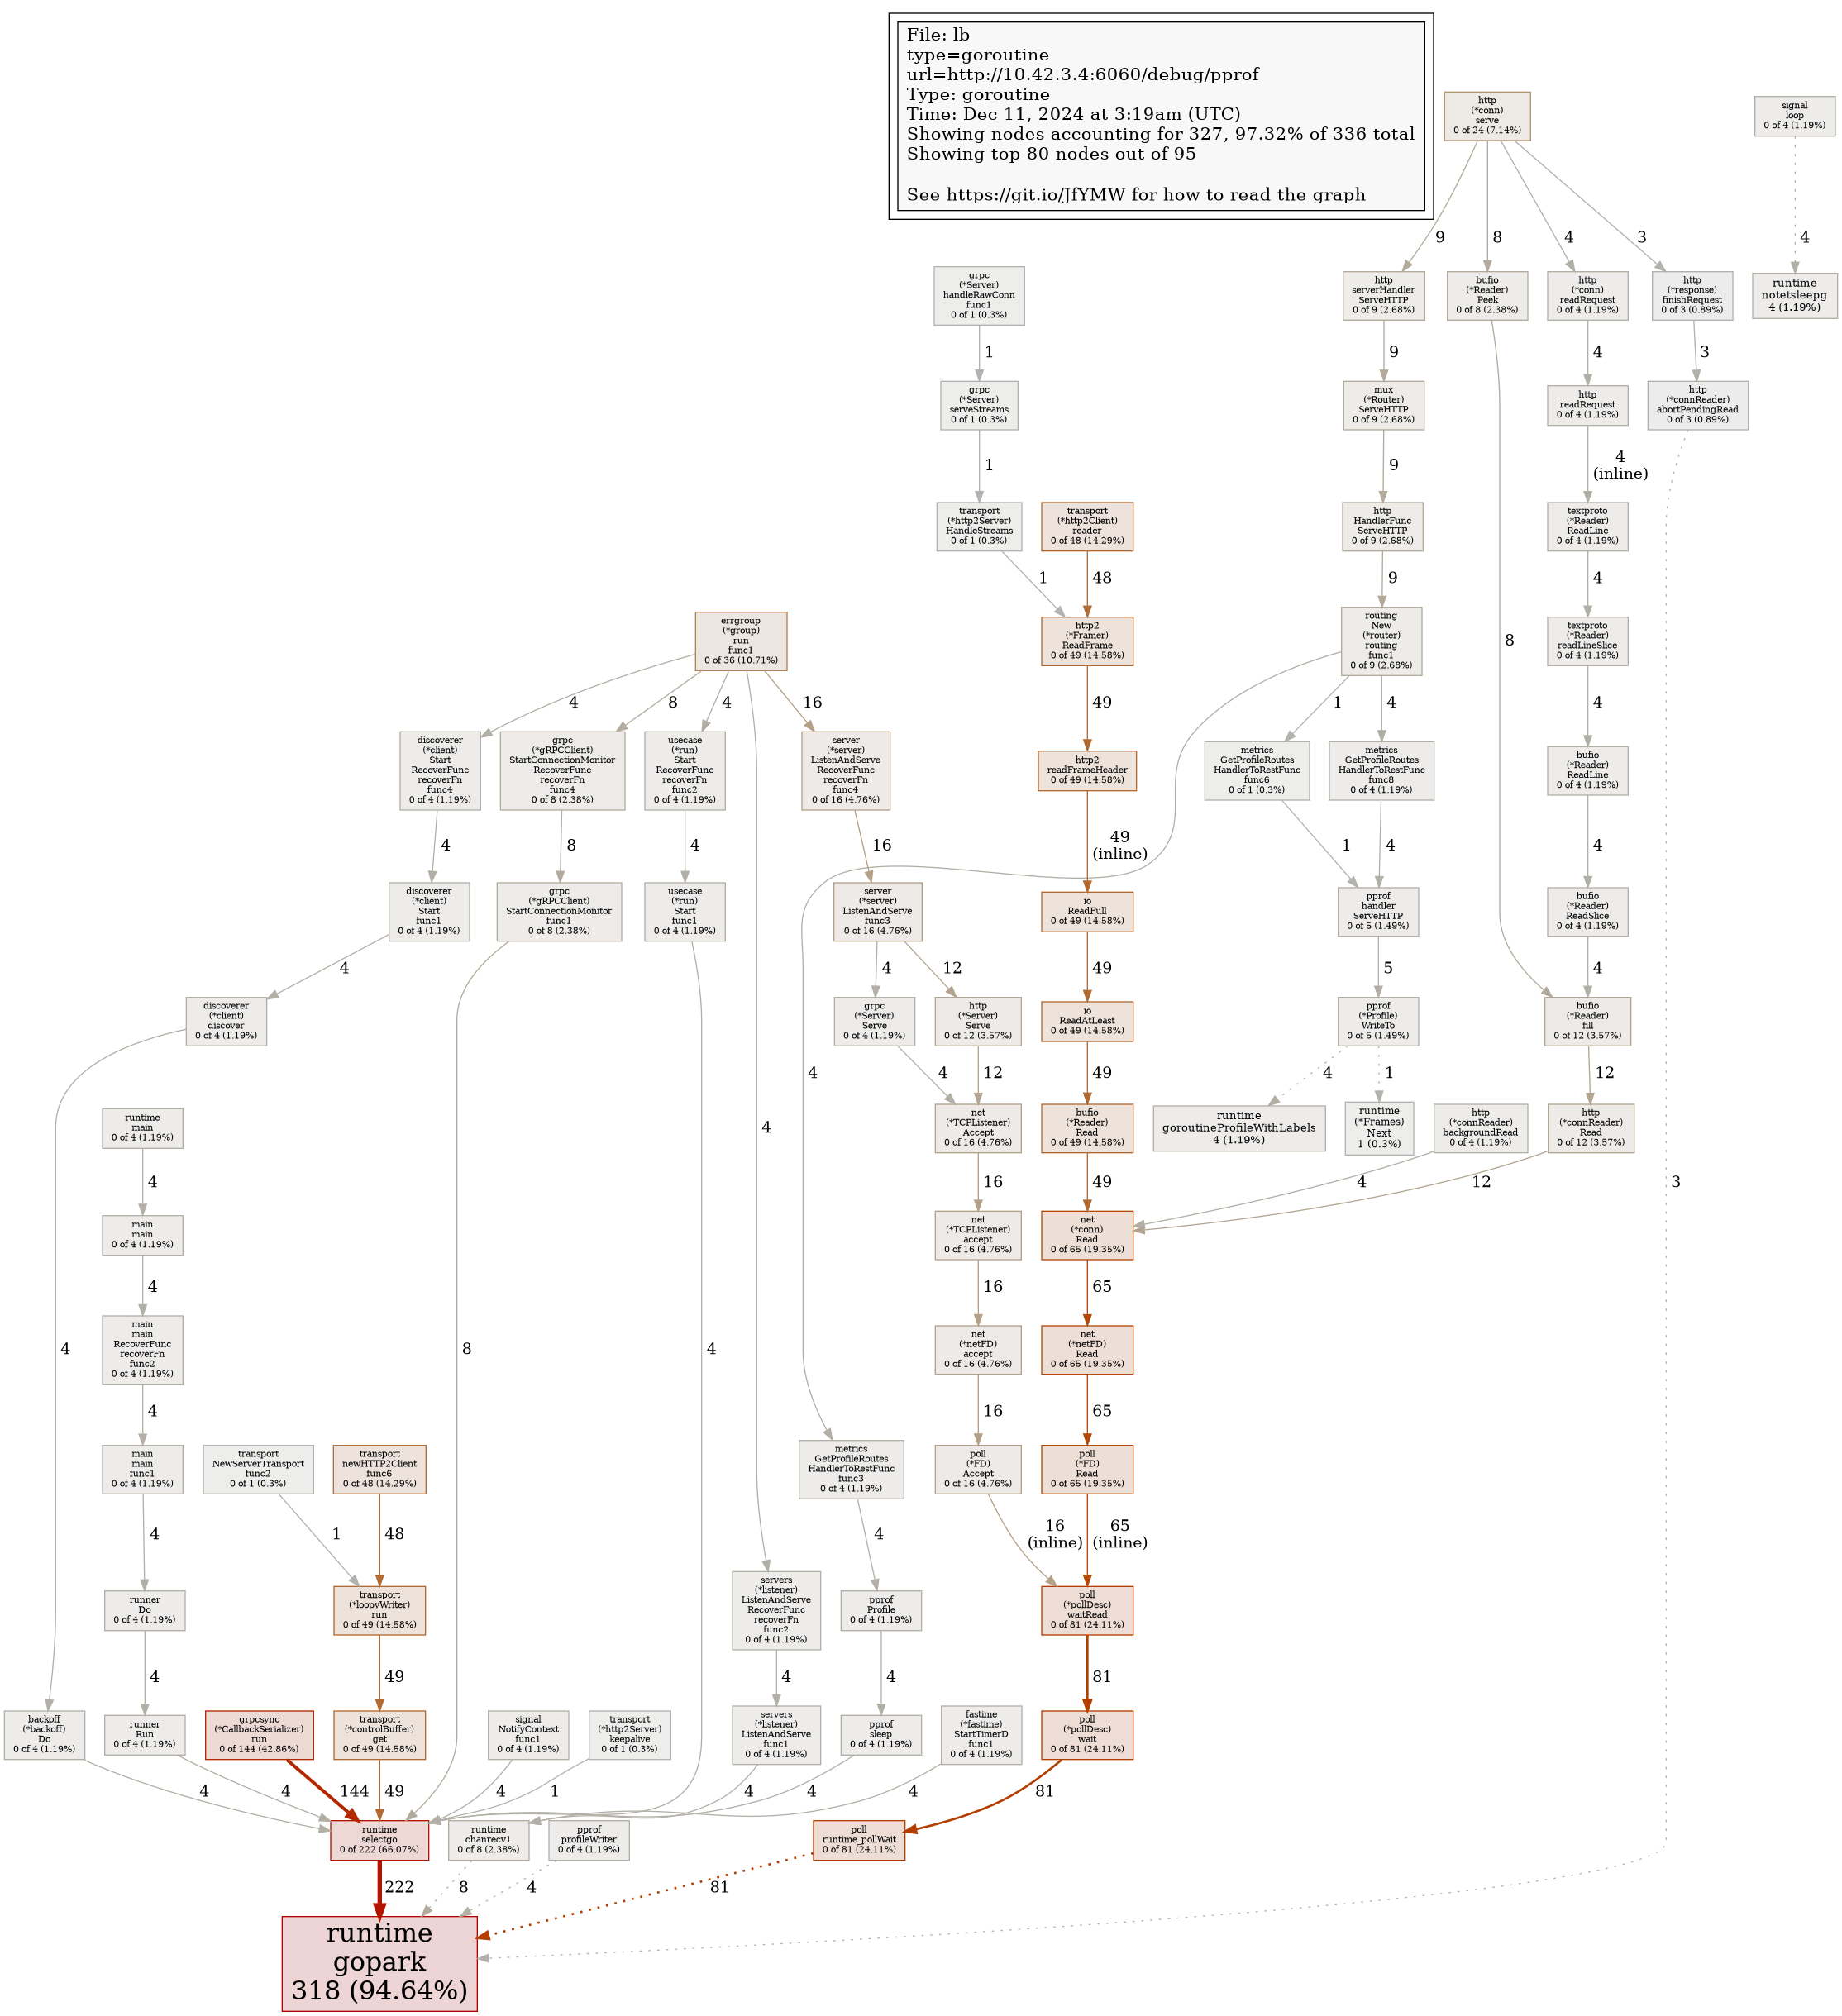 File: lb
type=goroutine
url=http://10.42.3.4:6060/debug/pprof
Type: goroutine
Time: Dec 11, 2024 at 3:19am (UTC)
Showing nodes accounting for 327, 97.32% of 336 total
Showing top 80 nodes out of 95
See https://git.io/JfYMW for how to read the graph
http
(*conn)
serve
0 of 24 (7.14%)
signal
loop
0 of 4 (1.19%)
9
8
4
3
4
grpc
(*Server)
handleRawConn
func1
0 of 1 (0.3%)
http
serverHandler
ServeHTTP
0 of 9 (2.68%)
bufio
(*Reader)
Peek
0 of 8 (2.38%)
http
(*conn)
readRequest
0 of 4 (1.19%)
http
(*response)
finishRequest
0 of 3 (0.89%)
runtime
notetsleepg
4 (1.19%)
1
9
4
3
grpc
(*Server)
serveStreams
0 of 1 (0.3%)
mux
(*Router)
ServeHTTP
0 of 9 (2.68%)
http
readRequest
0 of 4 (1.19%)
http
(*connReader)
abortPendingRead
0 of 3 (0.89%)
1
9
4
(inline)
transport
(*http2Server)
HandleStreams
0 of 1 (0.3%)
transport
(*http2Client)
reader
0 of 48 (14.29%)
http
HandlerFunc
ServeHTTP
0 of 9 (2.68%)
textproto
(*Reader)
ReadLine
0 of 4 (1.19%)
1
48
9
4
errgroup
(*group)
run
func1
0 of 36 (10.71%)
http2
(*Framer)
ReadFrame
0 of 49 (14.58%)
routing
New
(*router)
routing
func1
0 of 9 (2.68%)
textproto
(*Reader)
readLineSlice
0 of 4 (1.19%)
8
4
8
4
16
49
1
4
4
discoverer
(*client)
Start
RecoverFunc
recoverFn
func4
0 of 4 (1.19%)
grpc
(*gRPCClient)
StartConnectionMonitor
RecoverFunc
recoverFn
func4
0 of 8 (2.38%)
usecase
(*run)
Start
RecoverFunc
recoverFn
func2
0 of 4 (1.19%)
server
(*server)
ListenAndServe
RecoverFunc
recoverFn
func4
0 of 16 (4.76%)
http2
readFrameHeader
0 of 49 (14.58%)
metrics
GetProfileRoutes
HandlerToRestFunc
func6
0 of 1 (0.3%)
metrics
GetProfileRoutes
HandlerToRestFunc
func8
0 of 4 (1.19%)
bufio
(*Reader)
ReadLine
0 of 4 (1.19%)
4
8
4
16
49
(inline)
1
4
4
discoverer
(*client)
Start
func1
0 of 4 (1.19%)
grpc
(*gRPCClient)
StartConnectionMonitor
func1
0 of 8 (2.38%)
usecase
(*run)
Start
func1
0 of 4 (1.19%)
server
(*server)
ListenAndServe
func3
0 of 16 (4.76%)
io
ReadFull
0 of 49 (14.58%)
pprof
handler
ServeHTTP
0 of 5 (1.49%)
bufio
(*Reader)
ReadSlice
0 of 4 (1.19%)
4
4
12
49
5
4
discoverer
(*client)
discover
0 of 4 (1.19%)
grpc
(*Server)
Serve
0 of 4 (1.19%)
http
(*Server)
Serve
0 of 12 (3.57%)
io
ReadAtLeast
0 of 49 (14.58%)
pprof
(*Profile)
WriteTo
0 of 5 (1.49%)
bufio
(*Reader)
fill
0 of 12 (3.57%)
4
4
12
49
4
1
12
runtime
main
0 of 4 (1.19%)
net
(*TCPListener)
Accept
0 of 16 (4.76%)
bufio
(*Reader)
Read
0 of 49 (14.58%)
runtime
goroutineProfileWithLabels
4 (1.19%)
runtime
(*Frames)
Next
1 (0.3%)
http
(*connReader)
backgroundRead
0 of 4 (1.19%)
http
(*connReader)
Read
0 of 12 (3.57%)
4
4
16
49
4
12
3
main
main
0 of 4 (1.19%)
net
(*TCPListener)
accept
0 of 16 (4.76%)
net
(*conn)
Read
0 of 65 (19.35%)
4
16
65
main
main
RecoverFunc
recoverFn
func2
0 of 4 (1.19%)
net
(*netFD)
accept
0 of 16 (4.76%)
net
(*netFD)
Read
0 of 65 (19.35%)
4
4
8
4
16
65
main
main
func1
0 of 4 (1.19%)
transport
NewServerTransport
func2
0 of 1 (0.3%)
transport
newHTTP2Client
func6
0 of 48 (14.29%)
metrics
GetProfileRoutes
HandlerToRestFunc
func3
0 of 4 (1.19%)
poll
(*FD)
Accept
0 of 16 (4.76%)
poll
(*FD)
Read
0 of 65 (19.35%)
4
1
48
4
16
(inline)
65
(inline)
runner
Do
0 of 4 (1.19%)
transport
(*loopyWriter)
run
0 of 49 (14.58%)
servers
(*listener)
ListenAndServe
RecoverFunc
recoverFn
func2
0 of 4 (1.19%)
pprof
Profile
0 of 4 (1.19%)
poll
(*pollDesc)
waitRead
0 of 81 (24.11%)
4
49
4
4
81
backoff
(*backoff)
Do
0 of 4 (1.19%)
runner
Run
0 of 4 (1.19%)
grpcsync
(*CallbackSerializer)
run
0 of 144 (42.86%)
transport
(*controlBuffer)
get
0 of 49 (14.58%)
signal
NotifyContext
func1
0 of 4 (1.19%)
transport
(*http2Server)
keepalive
0 of 1 (0.3%)
servers
(*listener)
ListenAndServe
func1
0 of 4 (1.19%)
pprof
sleep
0 of 4 (1.19%)
fastime
(*fastime)
StartTimerD
func1
0 of 4 (1.19%)
poll
(*pollDesc)
wait
0 of 81 (24.11%)
4
4
144
49
4
1
4
4
4
81
runtime
selectgo
0 of 222 (66.07%)
runtime
chanrecv1
0 of 8 (2.38%)
pprof
profileWriter
0 of 4 (1.19%)
poll
runtime_pollWait
0 of 81 (24.11%)
222
8
4
81
runtime
gopark
318 (94.64%)